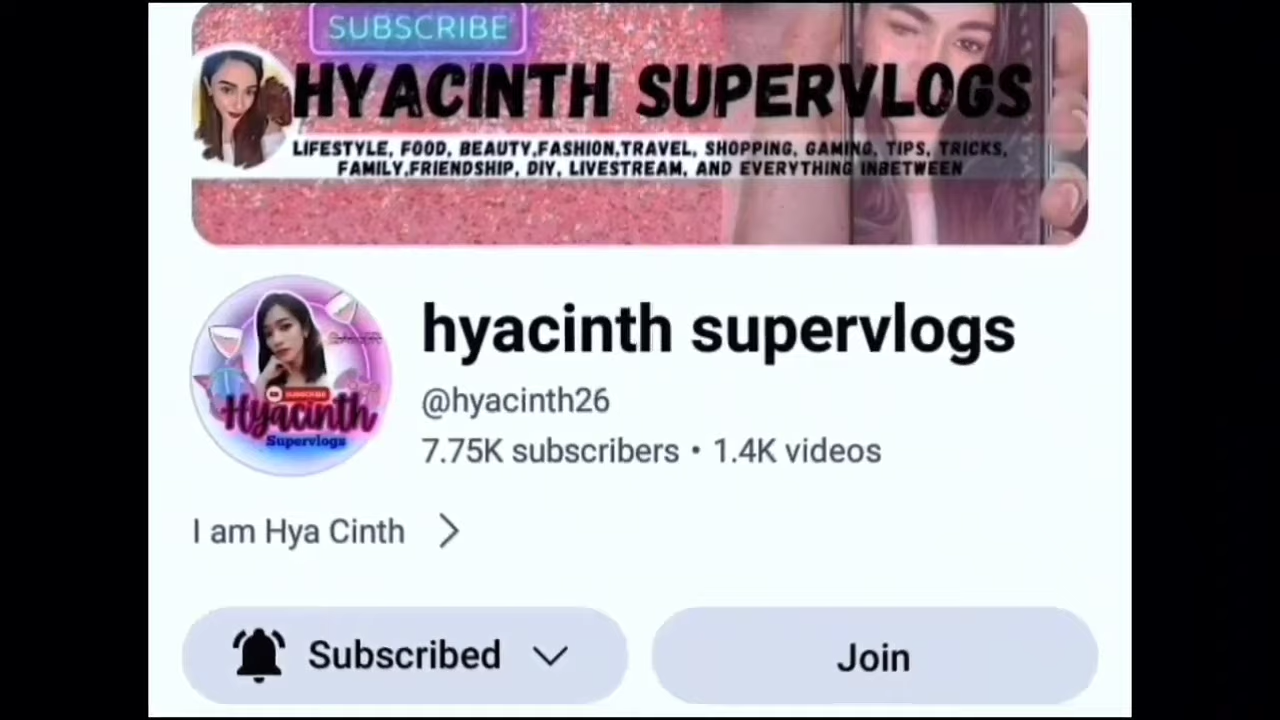 SUBSCRIBE
HYACINTH SUPERVLOGS
LIFESTYLE, FOOD, BEAUTY,FASHION,TRAVEL, SHOPPING, GAMING, TIPS, TRICKS,
FAMILY,FRIENDSHIP, DIY, LIVESTREAM, AND EVERYTHING INBETWEEN
hyacinth supervlogs
@hyacinth26
7.75K subscribers • 1.4K videos
SUBSCRIBE
Hyacinth
Supervlogs
I am Hya Cinth
Subscribed
Join